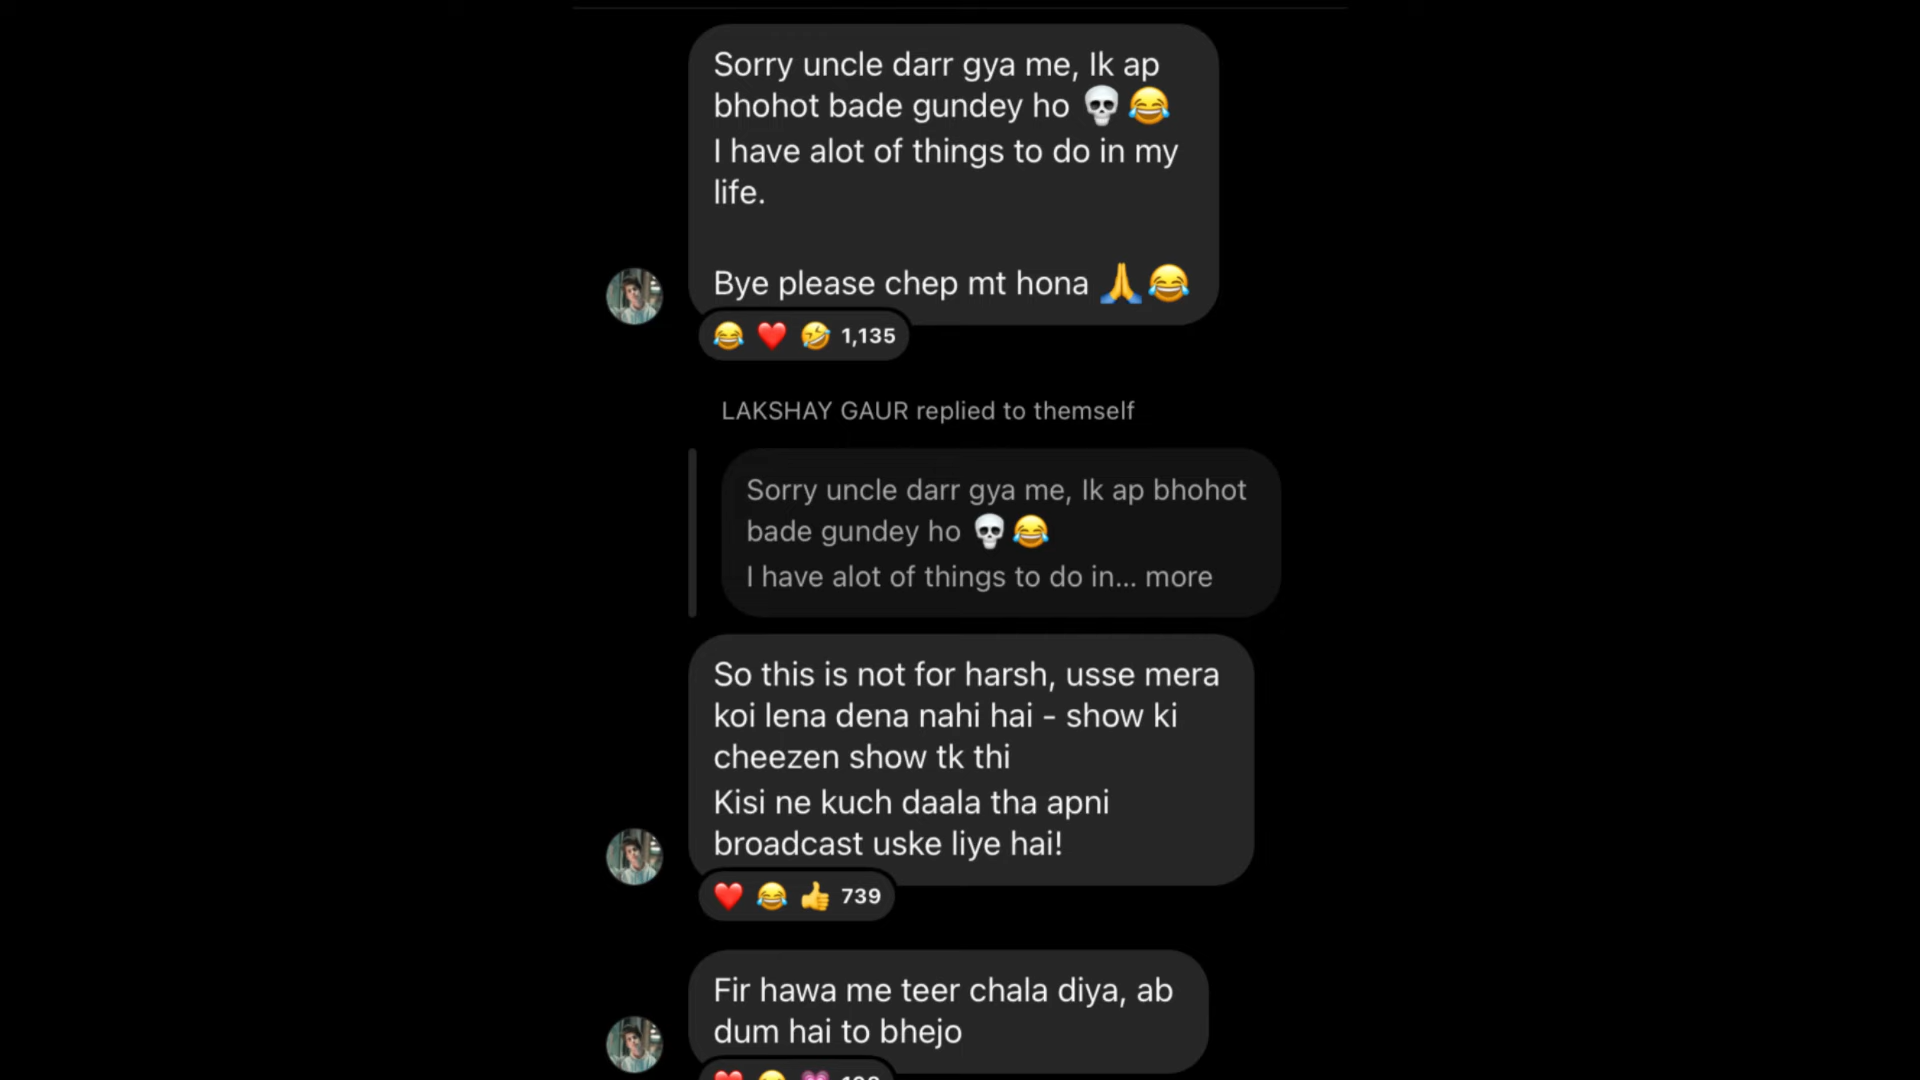 Sorry uncle darr gya me, Ik ap
bhohot bade gundey ho 💀😂
I have alot of things to do in my
life.
Bye please chep mt hona 🙏😂
😂 ❤️ 🤣 1,135
LAKSHAY GAUR replied to themself
Sorry uncle darr gya me, Ik ap bhohot
bade gundey ho 💀😂
I have alot of things to do in... more
So this is not for harsh, usse mera
koi lena dena nahi hai - show ki
cheezen show tk thi
Kisi ne kuch daala tha apni
broadcast uske liye hai!
❤️ 😂 👍 739
Fir hawa me teer chala diya, ab
dum hai to bhejo